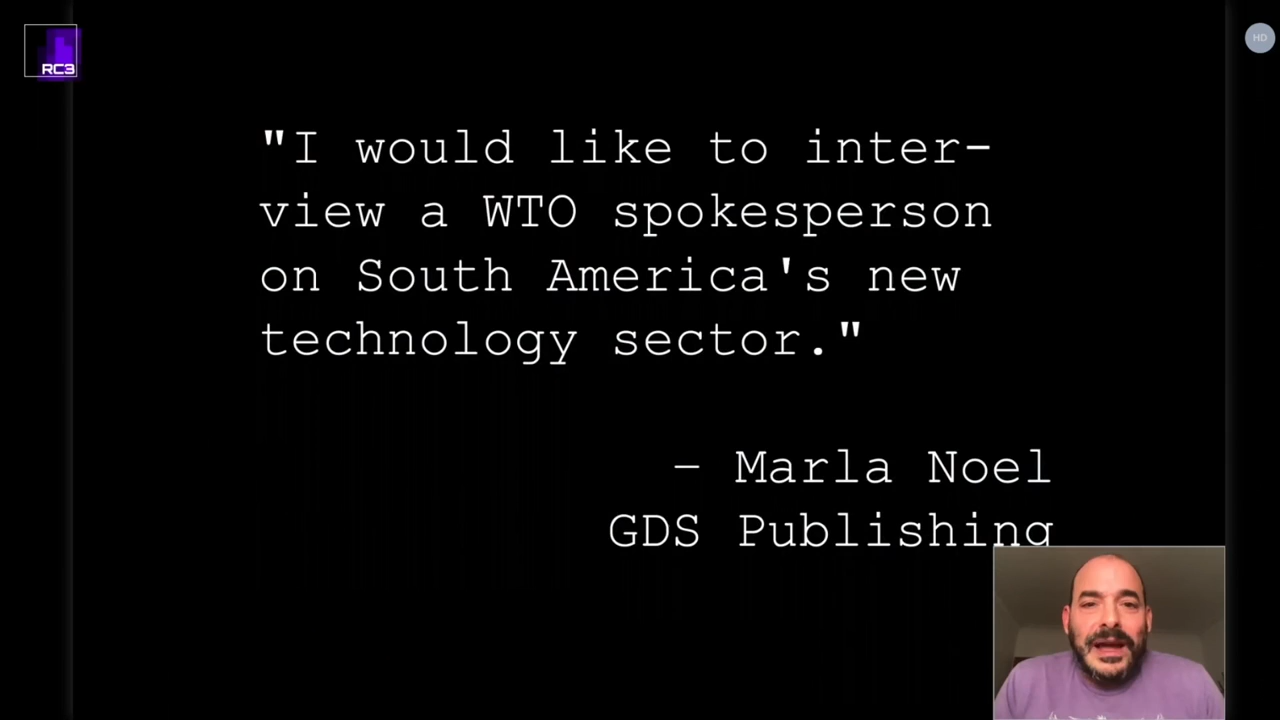 RC3
HD
"I would like to inter-
view a WTO spokesperson
on South America's new
technology sector."
– Marla Noel
GDS Publishing